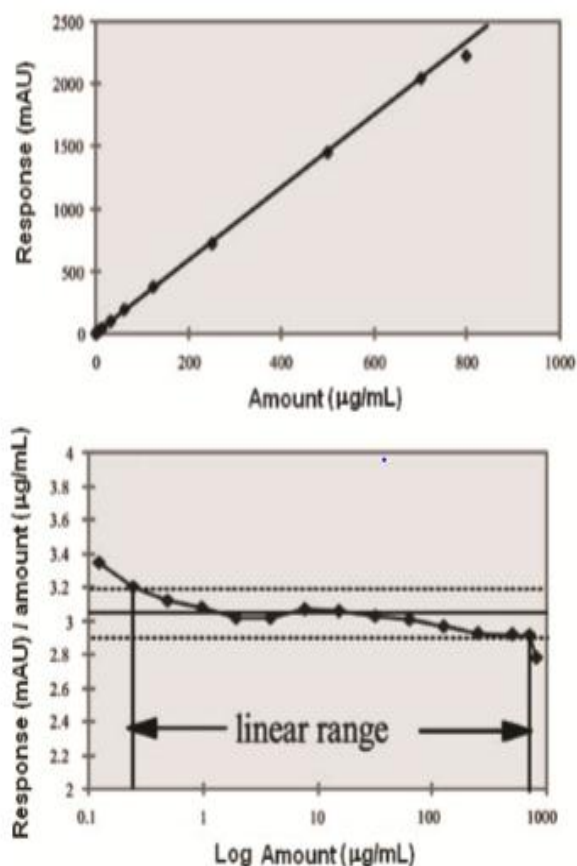 2500
2000
1500
1000
500
0
Response (mAU)
0 200 400 600 800 1000
Amount (µg/mL)
4
3.8
3.6
3.4
3.2
3
2.8
2.6
2.4
2.2
2
Response (mAU) / amount (µg/mL)
linear range
0.1 1 10 100 1000
Log Amount (µg/mL)